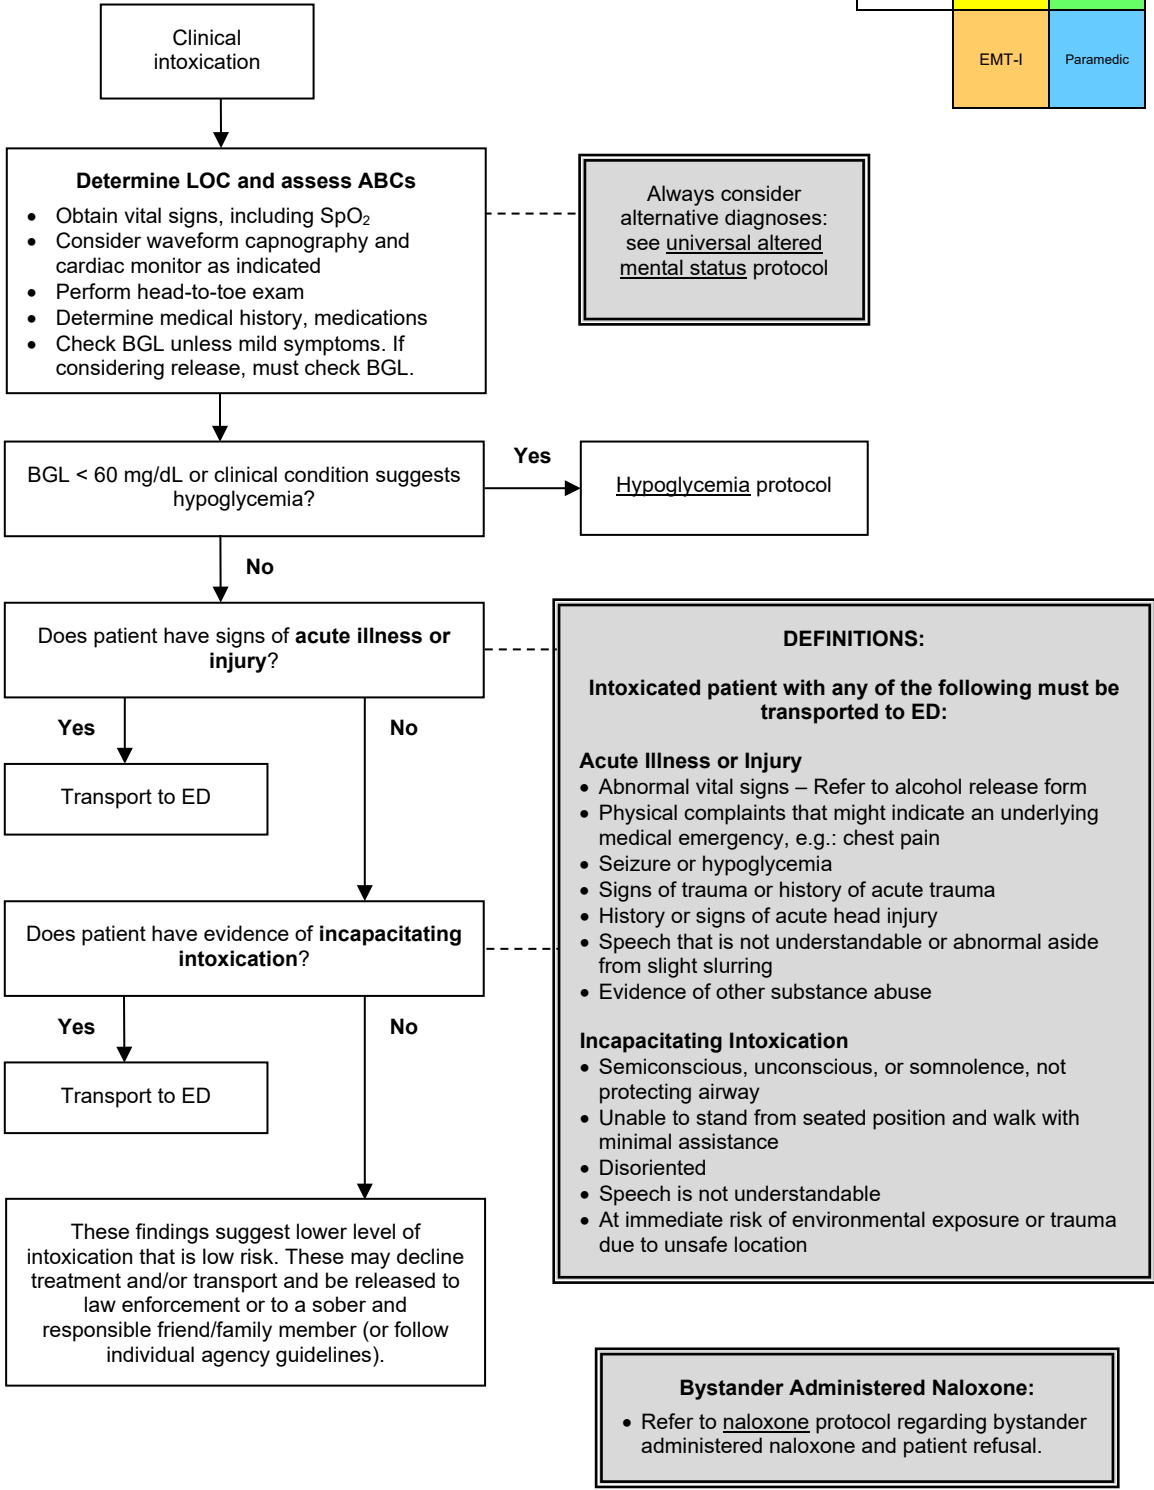 Clinical
intoxication
EMT-I
Paramedic
Determine LOC and assess ABCs
• Obtain vital signs, including SpO₂
• Consider waveform capnography and
cardiac monitor as indicated
• Perform head-to-toe exam
• Determine medical history, medications
• Check BGL unless mild symptoms. If
considering release, must check BGL.
Always consider
alternative diagnoses:
see universal altered
mental status protocol
BGL < 60 mg/dL or clinical condition suggests
hypoglycemia?
Yes
Hypoglycemia protocol
No
Does patient have signs of acute illness or
injury?
Yes
No
Transport to ED
Does patient have evidence of incapacitating
intoxication?
Yes
No
Transport to ED
These findings suggest lower level of
intoxication that is low risk. These may decline
treatment and/or transport and be released to
law enforcement or to a sober and
responsible friend/family member (or follow
individual agency guidelines).
DEFINITIONS:
Intoxicated patient with any of the following must be
transported to ED:
Acute Illness or Injury
• Abnormal vital signs – Refer to alcohol release form
• Physical complaints that might indicate an underlying
medical emergency, e.g.: chest pain
• Seizure or hypoglycemia
• Signs of trauma or history of acute trauma
• History or signs of acute head injury
• Speech that is not understandable or abnormal aside
from slight slurring
• Evidence of other substance abuse
Incapacitating Intoxication
• Semiconscious, unconscious, or somnolence, not
protecting airway
• Unable to stand from seated position and walk with
minimal assistance
• Disoriented
• Speech is not understandable
• At immediate risk of environmental exposure or trauma
due to unsafe location
Bystander Administered Naloxone:
• Refer to naloxone protocol regarding bystander
administered naloxone and patient refusal.